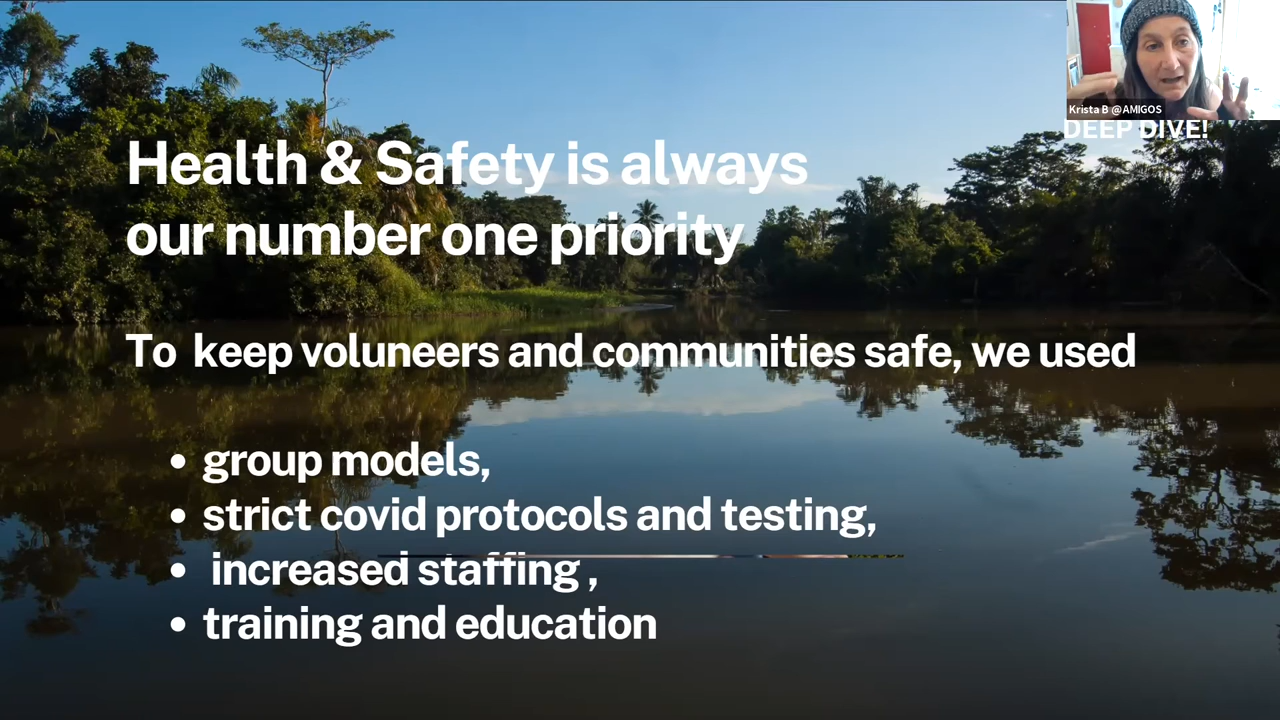 Krista B @AMIGOS
DEEP DIVE!
Health & Safety is always
our number one priority
To keep voluneers and communities safe, we used
• group models,
• strict covid protocols and testing,
• increased staffing ,
• training and education